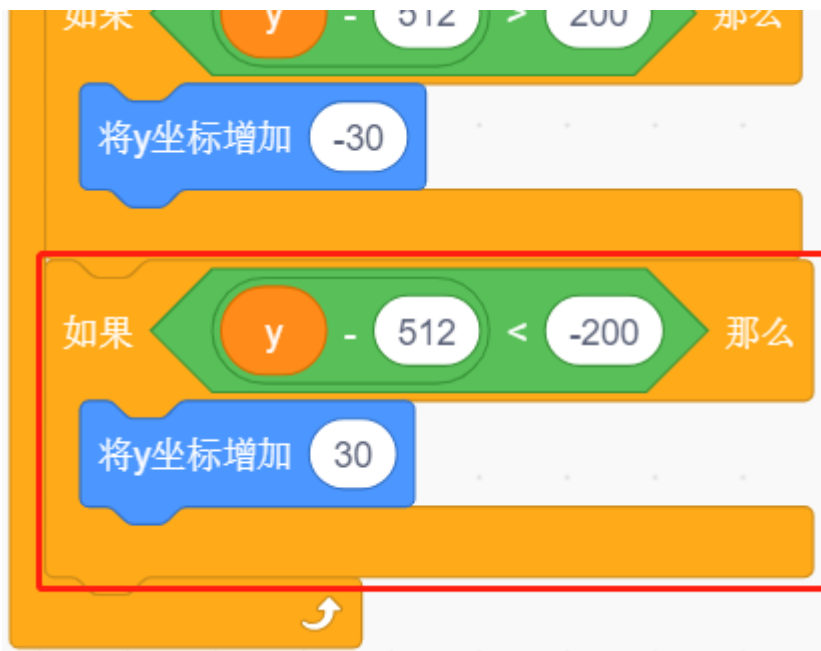 如果 y - 512 > 200 那么
将y坐标增加 -30
如果 y - 512 < -200 那么
将y坐标增加 30